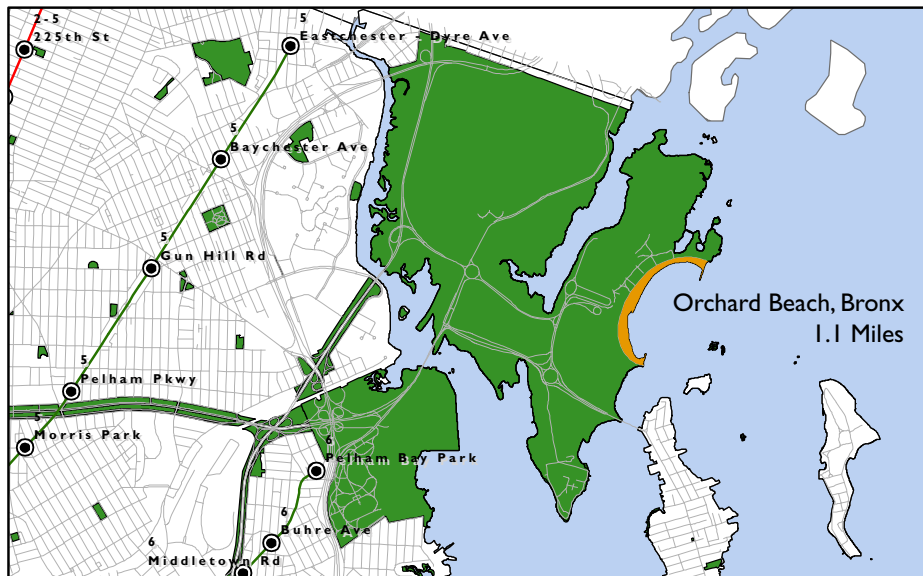 2-5
225th St
5
Eastchester - Dyre Ave
5
Baychester Ave
5
Gun Hill Rd
Orchard Beach, Bronx
1.1 Miles
5
Pelham Pkwy
5
Morris Park
6
Pelham Bay Park
6
Buhre Ave
6
Middletown Rd